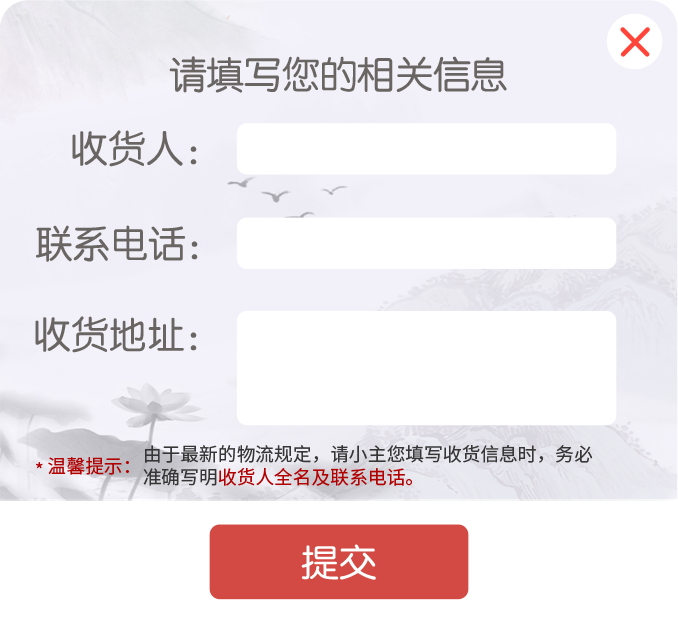 请填写您的相关信息
收货人：
联系电话：
收货地址：
* 温馨提示：由于最新的物流规定，请小主您填写收货信息时，务必
准确写明收货人全名及联系电话。
提交